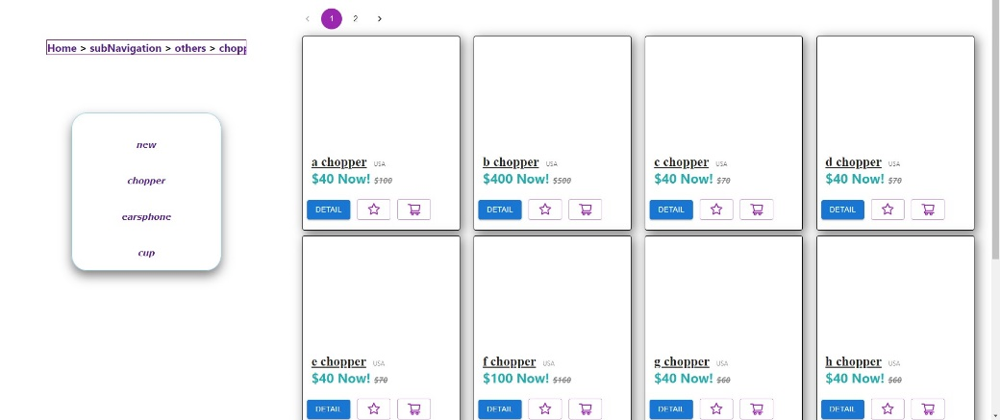 1 2
Home > subNavigation > others > chopp
new
chopper
earsphone
cup
a chopper USA
$40 Now! $100
DETAIL
b chopper USA
$400 Now! $500
DETAIL
c chopper USA
$40 Now! $70
DETAIL
d chopper USA
$40 Now! $70
DETAIL
e chopper USA
$40 Now! $70
DETAIL
f chopper USA
$100 Now! $160
DETAIL
g chopper USA
$40 Now! $60
DETAIL
h chopper USA
$40 Now! $60
DETAIL